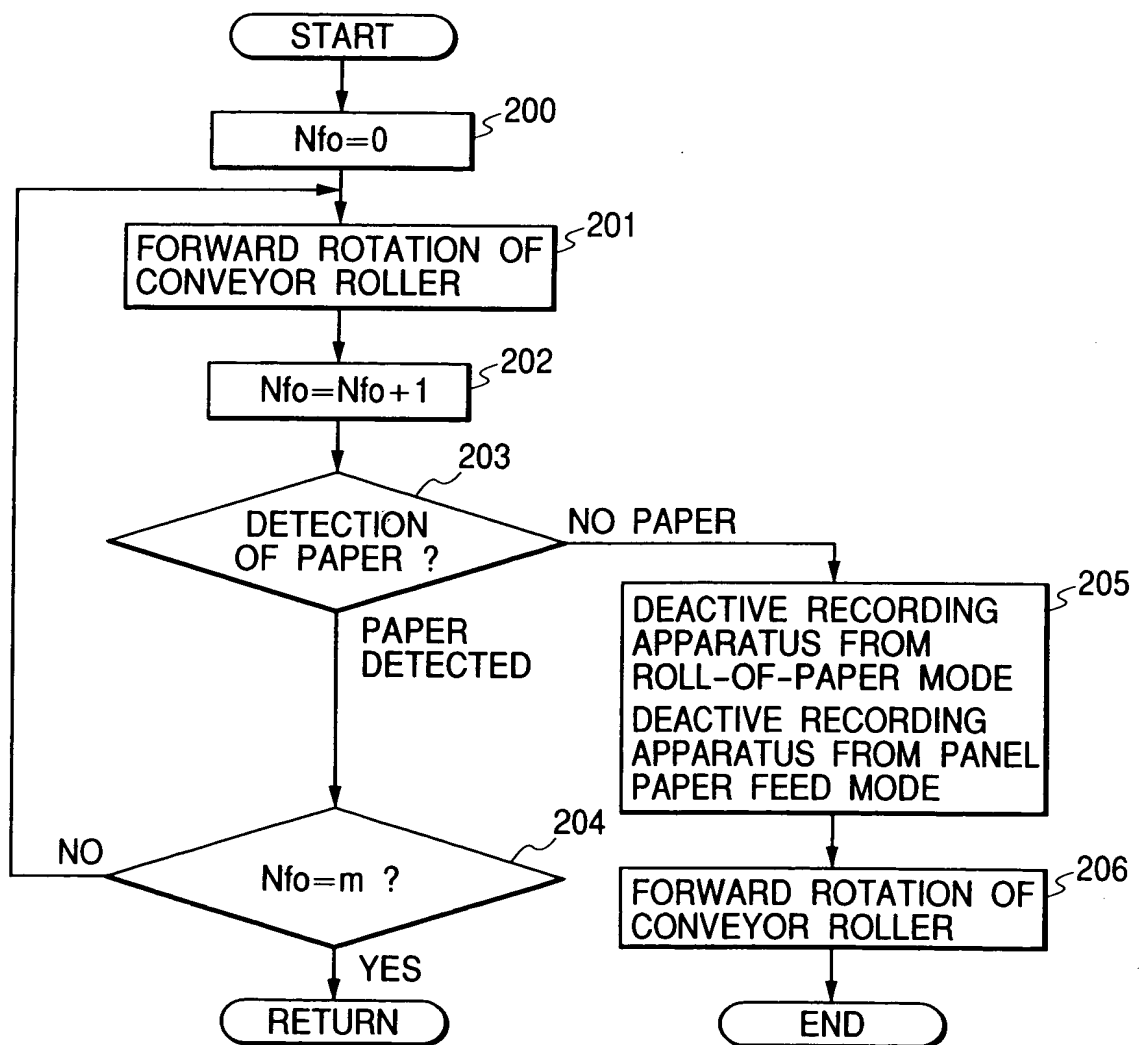 START
200
Nfo=0
201
FORWARD ROTATION OF
CONVEYOR ROLLER
202
Nfo=Nfo+1
203
DETECTION
OF PAPER ?
NO PAPER
PAPER
DETECTED
205
DEACTIVE RECORDING
APPARATUS FROM
ROLL-OF-PAPER MODE
DEACTIVE RECORDING
APPARATUS FROM PANEL
PAPER FEED MODE
204
NO
Nfo=m ?
YES
RETURN
206
FORWARD ROTATION OF
CONVEYOR ROLLER
END